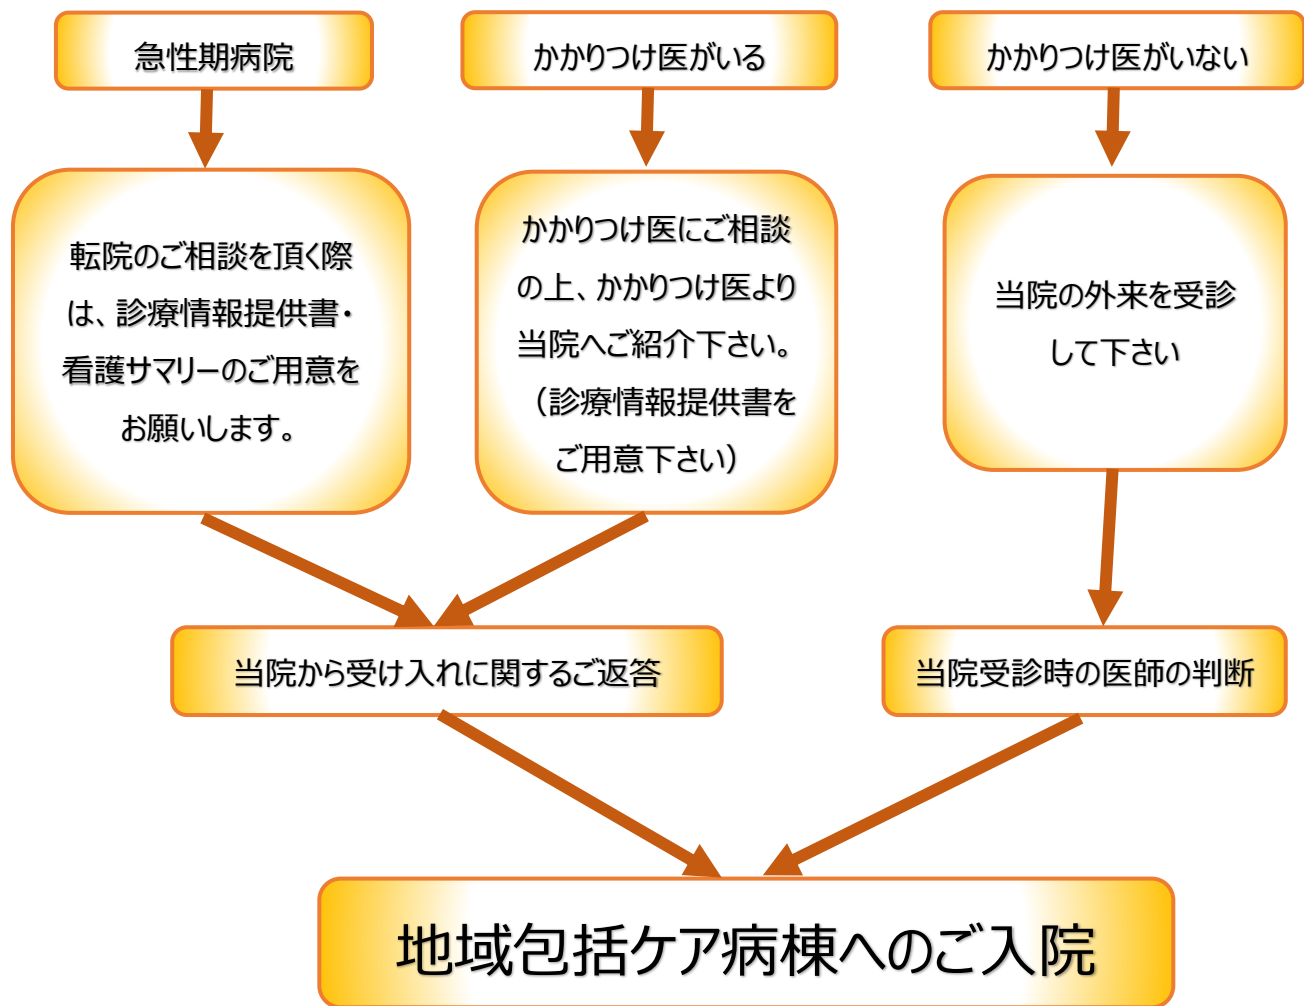 急性期病院
かかりつけ医がいる
かかりつけ医がいない
転院のご相談を頂く際
は、診療情報提供書・
看護サマリーのご用意を
お願いします。
かかりつけ医にご相談
の上、かかりつけ医より
当院へご紹介下さい。
（診療情報提供書を
ご用意下さい）
当院の外来を受診
して下さい
当院から受け入れに関するご返答
当院受診時の医師の判断
地域包括ケア病棟へのご入院